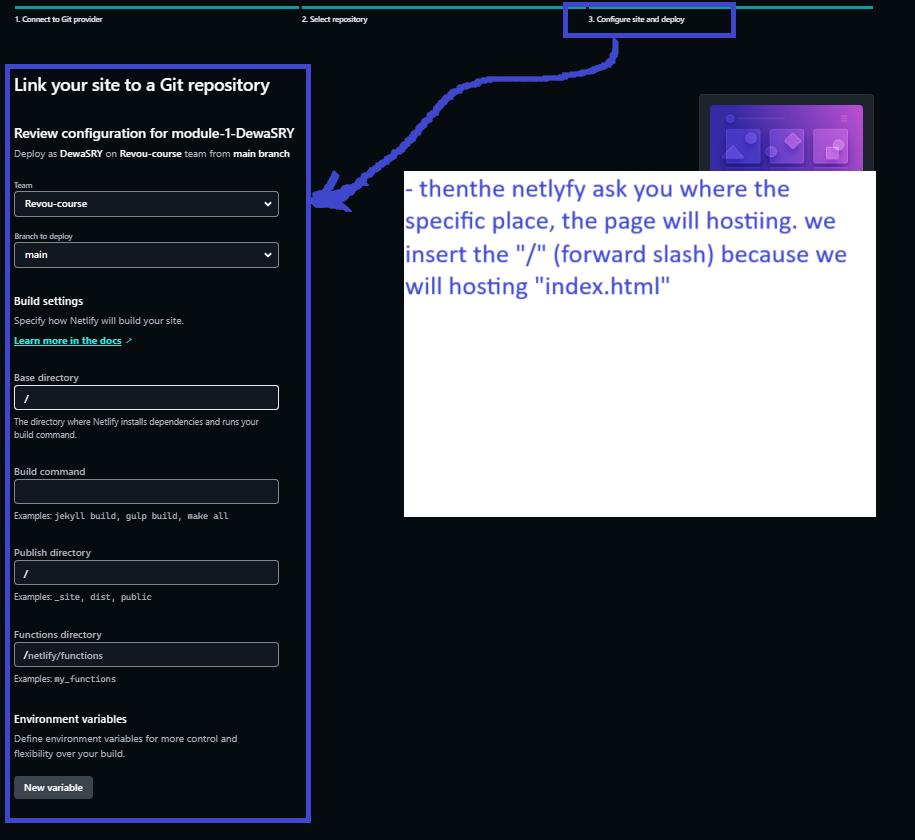 1. Connect to Git provider
2. Select repository
3. Configure site and deploy
Link your site to a Git repository
Review configuration for module-1-DewaSRY
Deploy as DewaSRY on Revou-course team from main branch
Team
Revou-course
Branch to deploy
main
Build settings
Specify how Netlify will build your site.
Learn more in the docs ↗
Base directory
/
The directory where Netlify installs dependencies and runs your
build command.
Build command
Examples: jekyll build, gulp build, make all
Publish directory
/
Examples: _site, dist, public
Functions directory
/netlify/functions
Examples: my_functions
Environment variables
Define environment variables for more control and
flexibility over your build.
New variable
- thenthe netlyfy ask you where the
specific place, the page will hostiing. we
insert the "/" (forward slash) because we
will hosting "index.html"